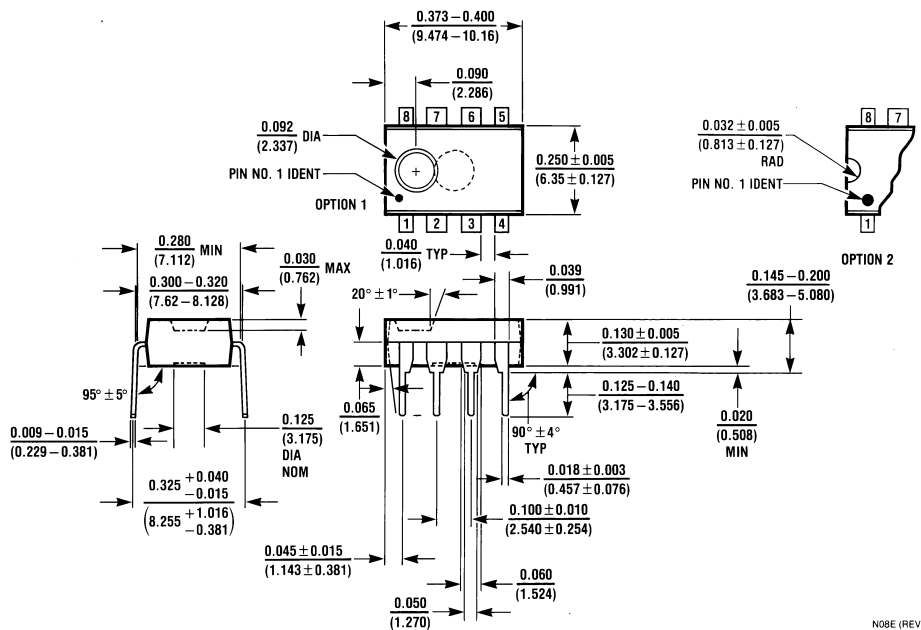 0.373 – 0.400
(9.474 – 10.16)
0.090
(2.286)
8 7 6 5
0.092
(2.337)
DIA
PIN NO. 1 IDENT
OPTION 1
0.250 ± 0.005
(6.35 ± 0.127)
1 2 3 4
0.032 ± 0.005
(0.813 ± 0.127)
RAD
PIN NO. 1 IDENT
8 7
1
OPTION 2
0.280
(7.112)
MIN
0.300 – 0.320
(7.62 – 8.128)
0.030
(0.762)
MAX
0.040
(1.016)
TYP
0.039
(0.991)
20° ± 1°
0.145 – 0.200
(3.683 – 5.080)
0.130 ± 0.005
(3.302 ± 0.127)
0.125 – 0.140
(3.175 – 3.556)
0.020
(0.508)
MIN
95° ± 5°
0.009 – 0.015
(0.229 – 0.381)
0.125
(3.175)
DIA
NOM
0.065
(1.651)
90° ± 4°
TYP
0.018 ± 0.003
(0.457 ± 0.076)
0.325 +0.040
–0.015
(8.255 +1.016
–0.381)
0.100 ± 0.010
(2.540 ± 0.254)
0.045 ± 0.015
(1.143 ± 0.381)
0.060
(1.524)
0.050
(1.270)
N08E (REV